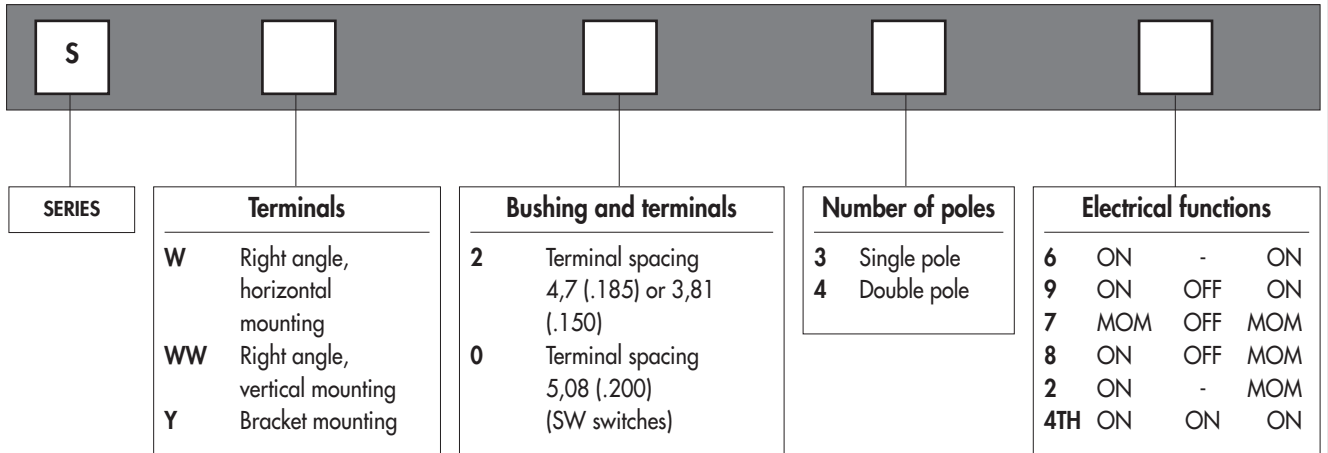 S
SERIES
Terminals
W Right angle,
horizontal
mounting
WW Right angle,
vertical mounting
Y Bracket mounting
Bushing and terminals
2 Terminal spacing
4,7 (.185) or 3,81
(.150)
0 Terminal spacing
5,08 (.200)
(SW switches)
Number of poles
3 Single pole
4 Double pole
Electrical functions
6 ON - ON
9 ON OFF ON
7 MOM OFF MOM
8 ON OFF MOM
2 ON - MOM
4TH ON ON ON